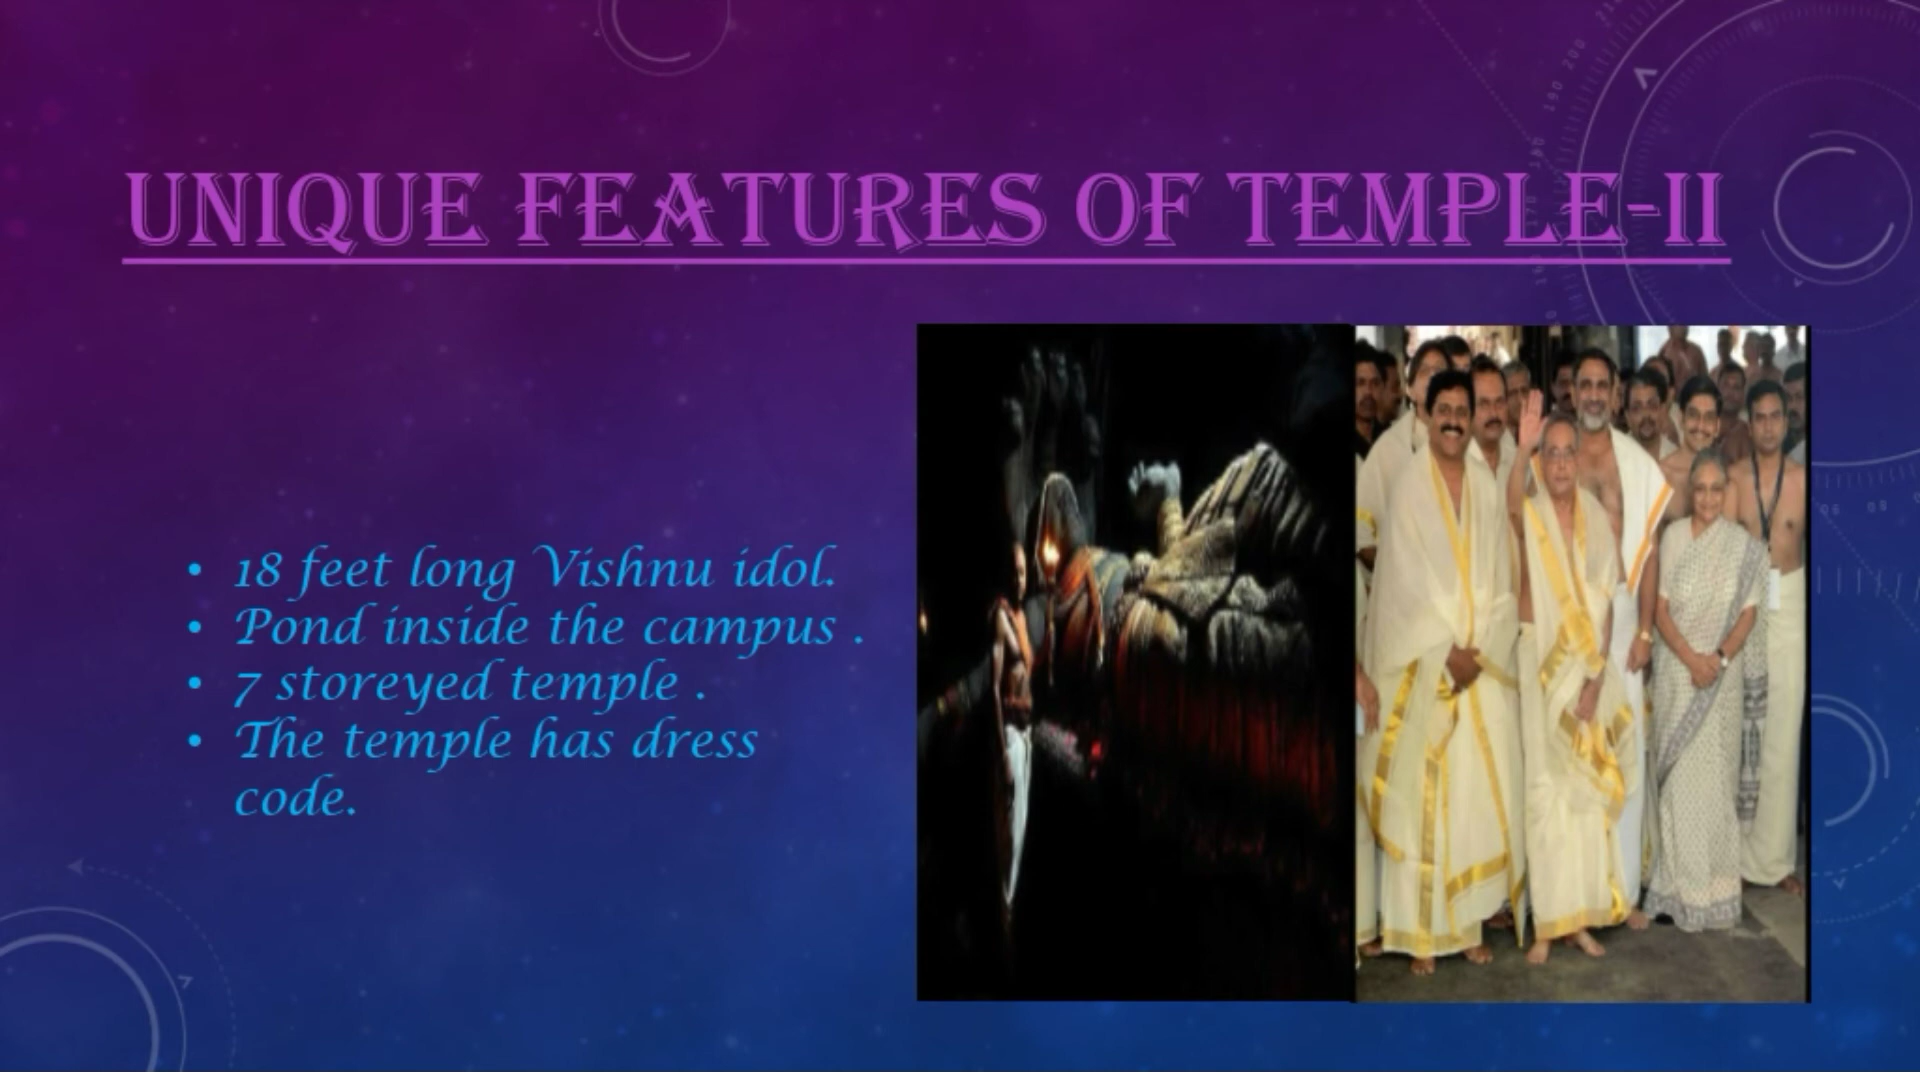 UNIQUE FEATURES OF TEMPLE-II
• 18 feet long Vishnu idol.
• Pond inside the campus .
• 7 storeyed temple .
• The temple has dress
code.